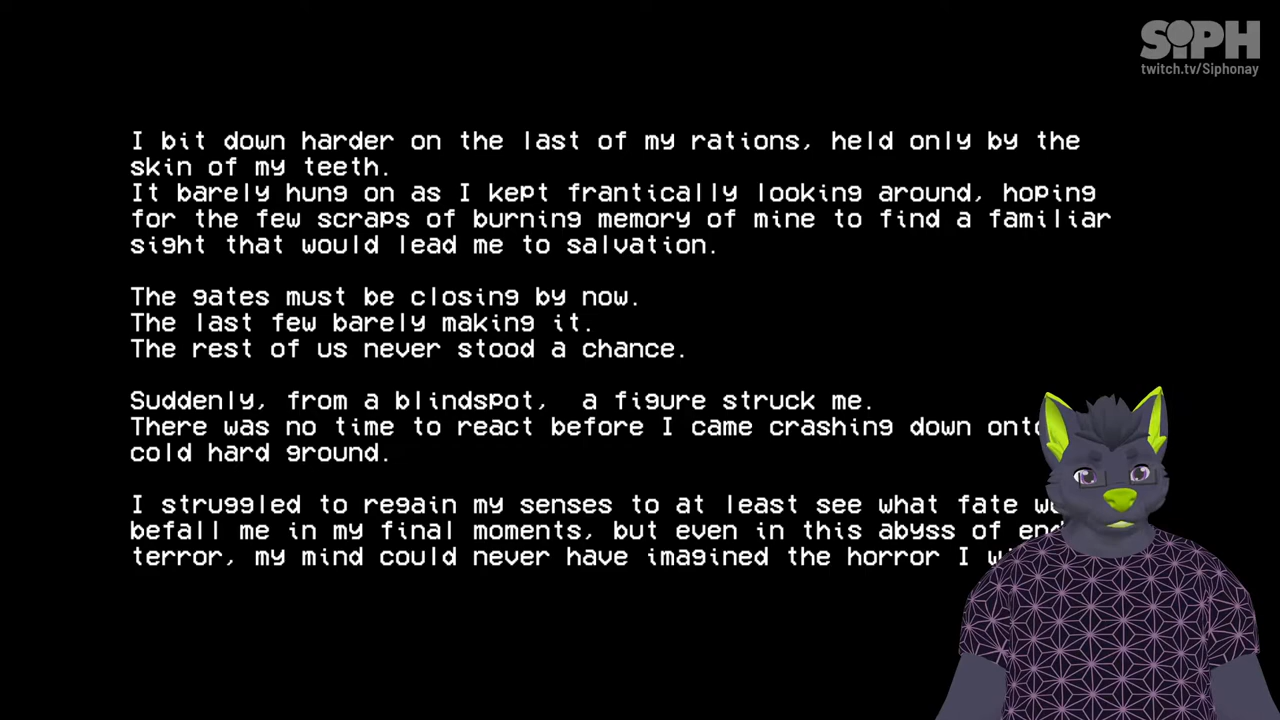 SiPH
twitch.tv/Siphonay
I bit down harder on the last of my rations, held only by the
skin of my teeth.
It barely hung on as I kept frantically looking around, hoping
for the few scraps of burning memory of mine to find a familiar
sight that would lead me to salvation.
The gates must be closing by now.
The last few barely making it.
The rest of us never stood a chance.
Suddenly, from a blindspot,  a figure struck me.
There was no time to react before I came crashing down
cold hard ground.
I struggled to regain my senses to at least see what fate
befall me in my final moments, but even in this abyss of
terror, my mind could never have imagined the horror I